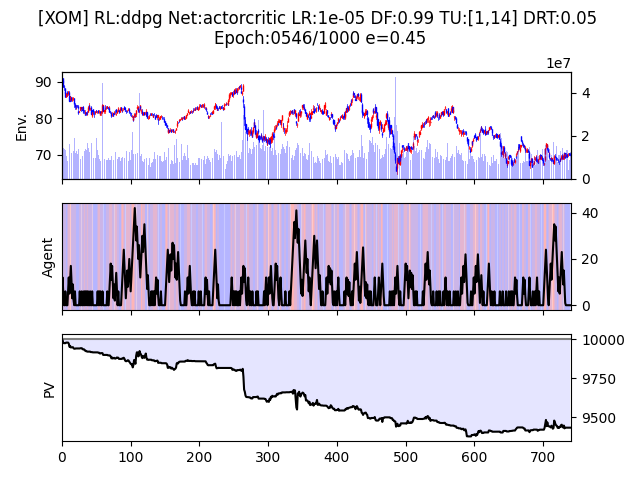 [XOM] RL:ddpg Net:actorcritic LR:1e-05 DF:0.99 TU:[1,14] DRT:0.05
Epoch:0546/1000 e=0.45
1e7
90
80
70
Env.
4
2
0
Agent
40
20
0
PV
10000
9750
9500
0 100 200 300 400 500 600 700